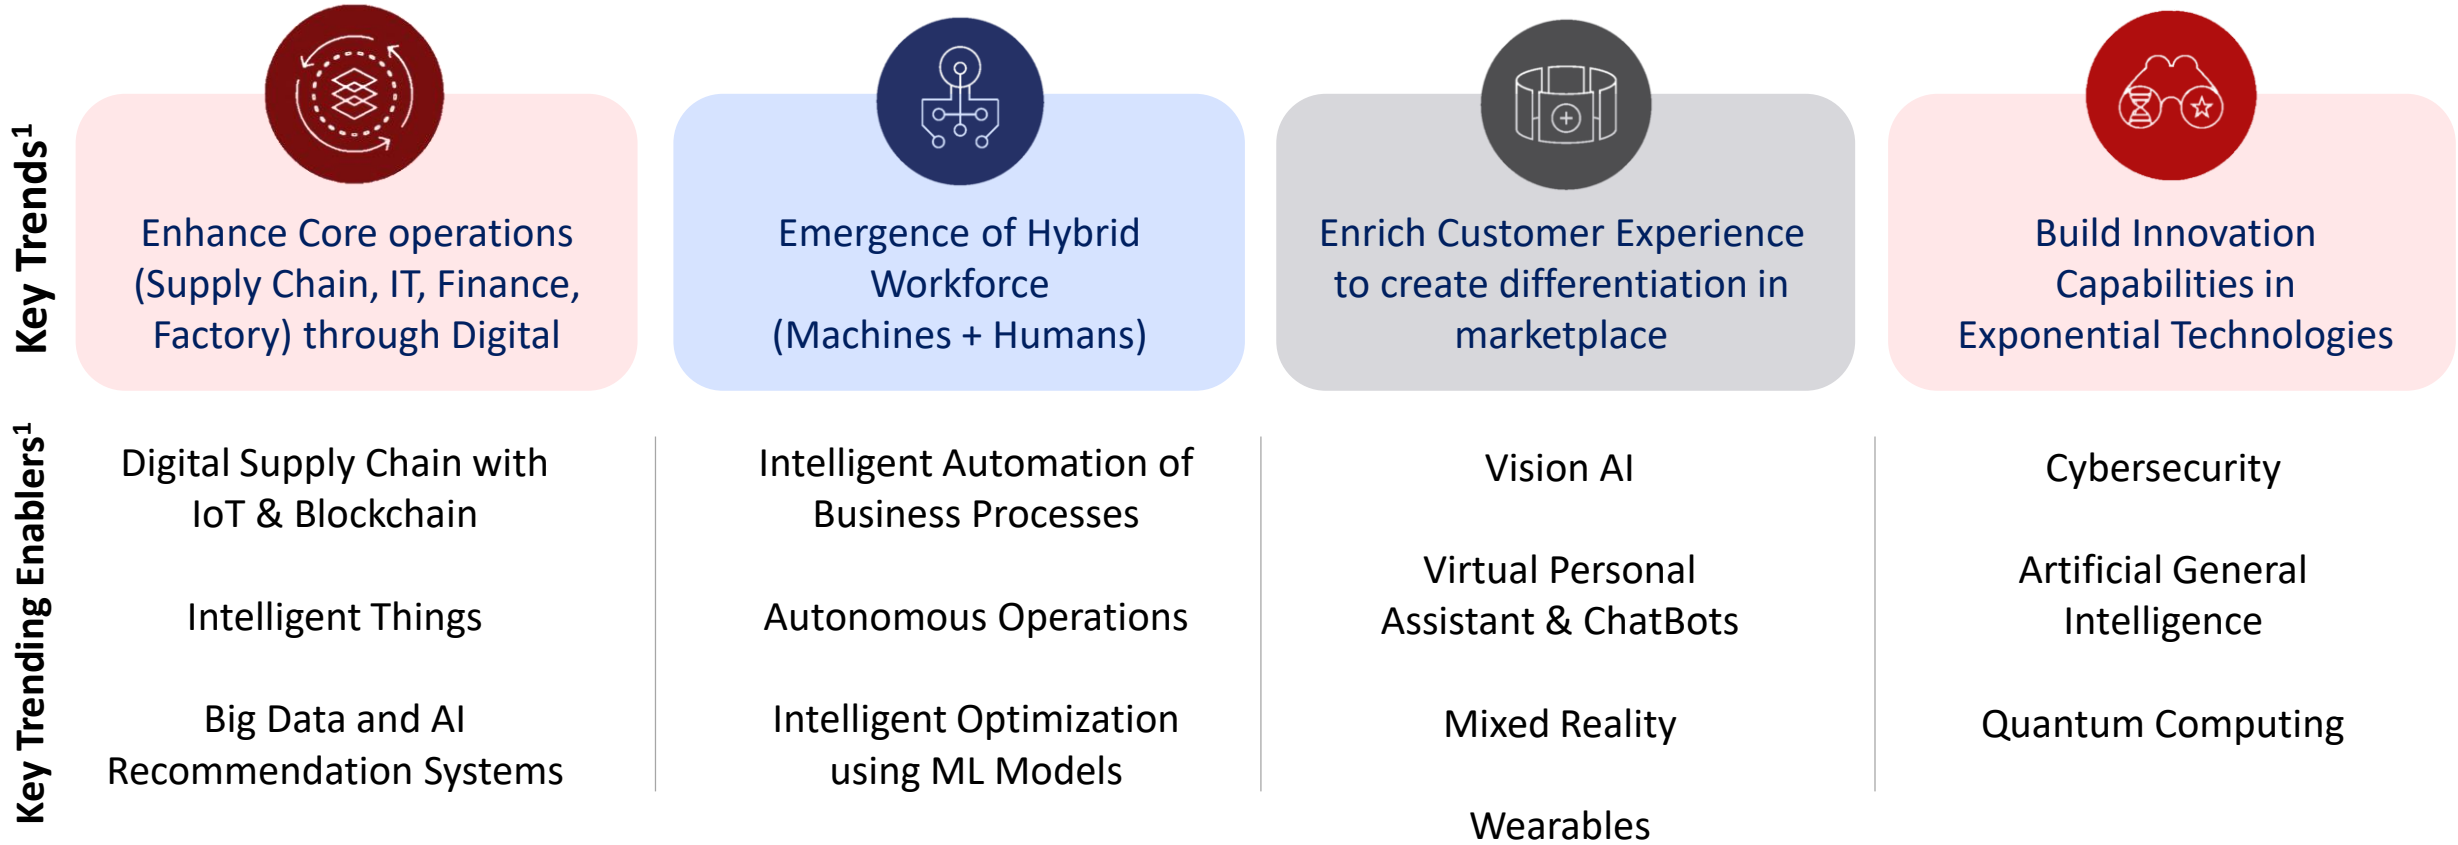 Key Trends¹
Enhance Core operations
(Supply Chain, IT, Finance,
Factory) through Digital
Emergence of Hybrid
Workforce
(Machines + Humans)
Enrich Customer Experience
to create differentiation in
marketplace
Build Innovation
Capabilities in
Exponential Technologies
Key Trending Enablers¹
Digital Supply Chain with
IoT & Blockchain
Intelligent Things
Big Data and AI
Recommendation Systems
Intelligent Automation of
Business Processes
Autonomous Operations
Intelligent Optimization
using ML Models
Vision AI
Virtual Personal
Assistant & ChatBots
Mixed Reality
Wearables
Cybersecurity
Artificial General
Intelligence
Quantum Computing